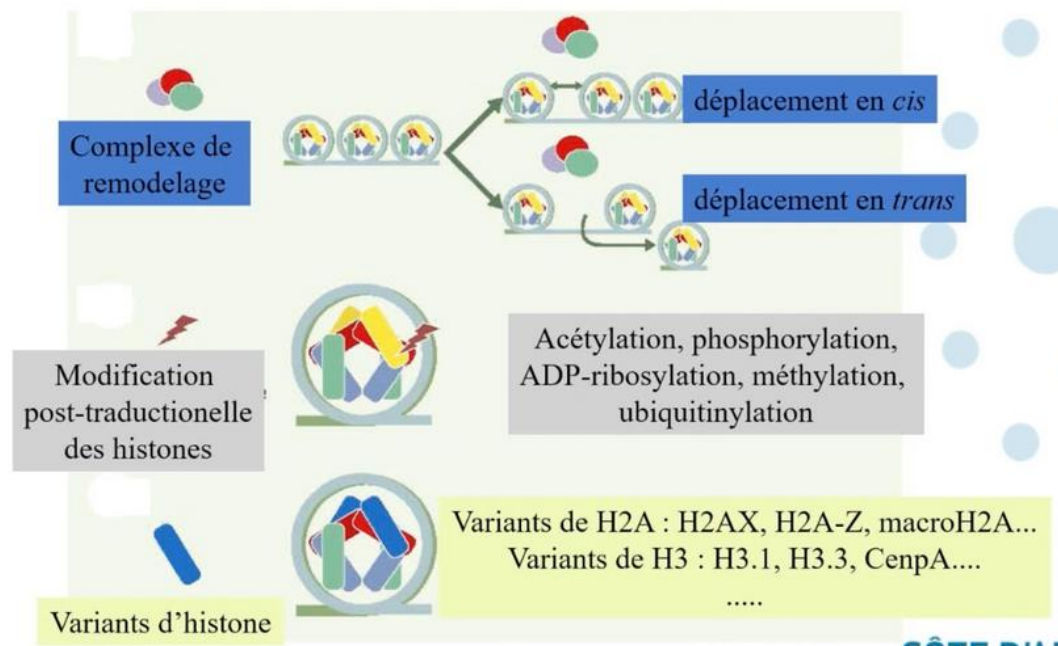 Complexe de
remodelage
déplacement en cis
déplacement en trans
Modification
post-traductionelle
des histones
Acétylation, phosphorylation,
ADP-ribosylation, méthylation,
ubiquitinylation
Variants d’histone
Variants de H2A : H2AX, H2A-Z, macroH2A...
Variants de H3 : H3.1, H3.3, CenpA....
.....